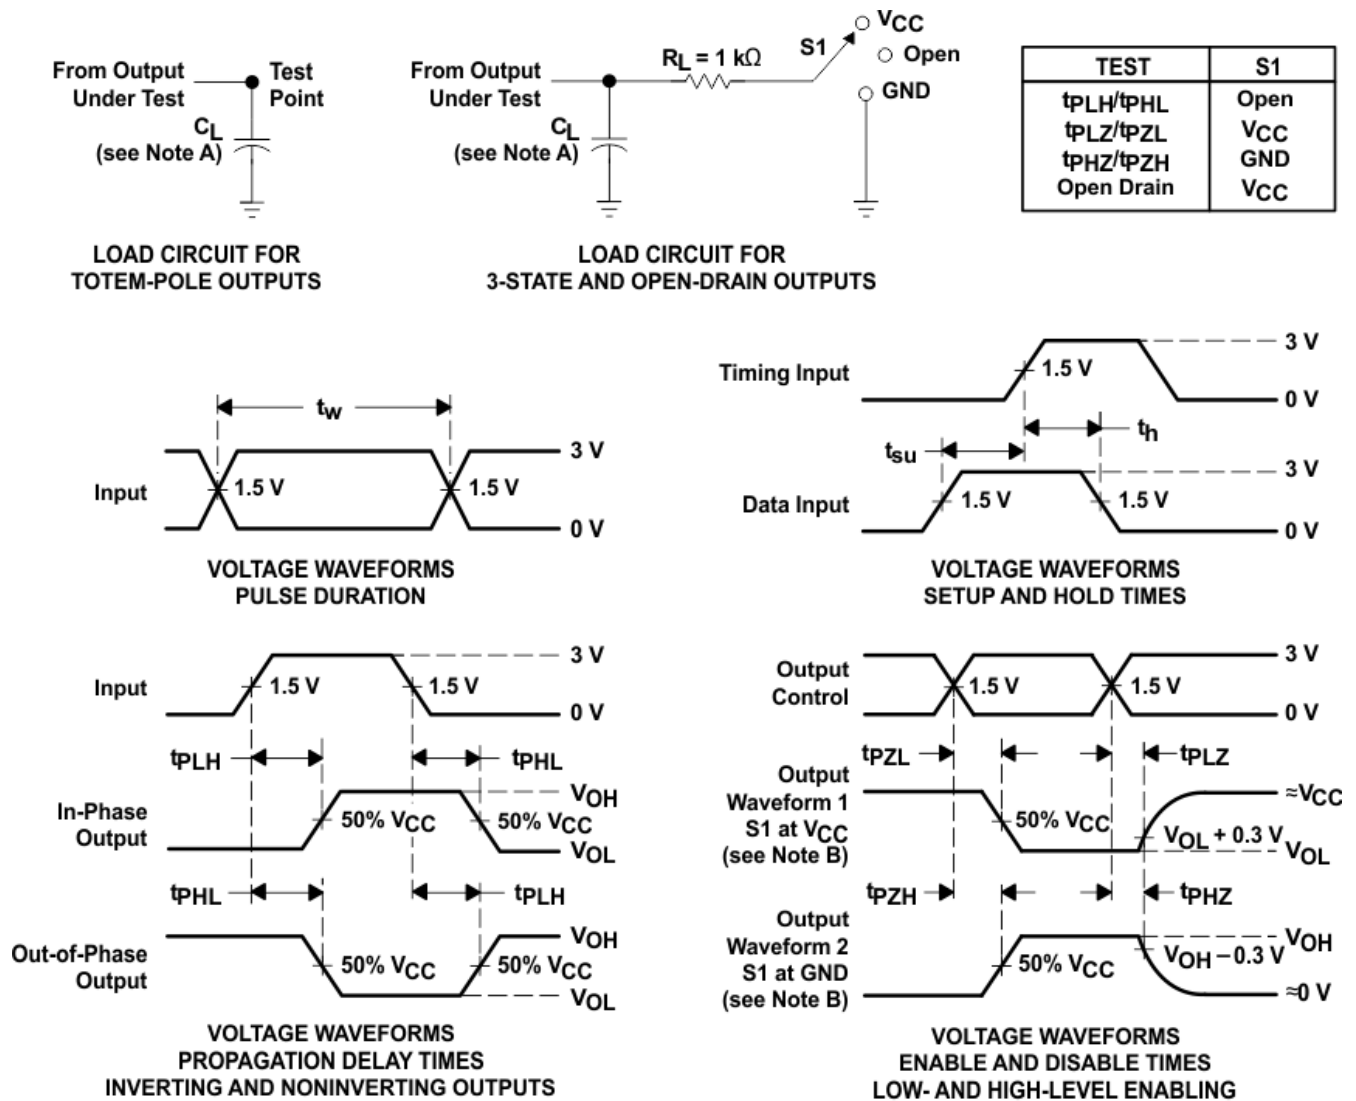 From Output
Under Test
Test
Point
CL
(see Note A)
LOAD CIRCUIT FOR
TOTEM-POLE OUTPUTS
From Output
Under Test
CL
(see Note A)
RL = 1 kΩ
S1
VCC
Open
GND
LOAD CIRCUIT FOR
3-STATE AND OPEN-DRAIN OUTPUTS
TEST S1
tPLH/tPHL Open
tPLZ/tPZL VCC
tPHZ/tPZH GND
Open Drain VCC
tw
Input
1.5 V
1.5 V
3 V
0 V
VOLTAGE WAVEFORMS
PULSE DURATION
Timing Input
1.5 V
3 V
0 V
th
tsu
Data Input
1.5 V
1.5 V
3 V
0 V
VOLTAGE WAVEFORMS
SETUP AND HOLD TIMES
Input
1.5 V
1.5 V
3 V
0 V
tPLH
tPHL
In-Phase
Output
50% VCC
50% VCC
VOH
VOL
tPHL
tPLH
Out-of-Phase
Output
50% VCC
50% VCC
VOH
VOL
VOLTAGE WAVEFORMS
PROPAGATION DELAY TIMES
INVERTING AND NONINVERTING OUTPUTS
Output
Control
1.5 V
1.5 V
3 V
0 V
tPZL
tPLZ
Output
Waveform 1
S1 at VCC
(see Note B)
50% VCC
VOL + 0.3 V
≈VCC
VOL
tPZH
tPHZ
Output
Waveform 2
S1 at GND
(see Note B)
50% VCC
VOH − 0.3 V
VOH
≈0 V
VOLTAGE WAVEFORMS
ENABLE AND DISABLE TIMES
LOW- AND HIGH-LEVEL ENABLING